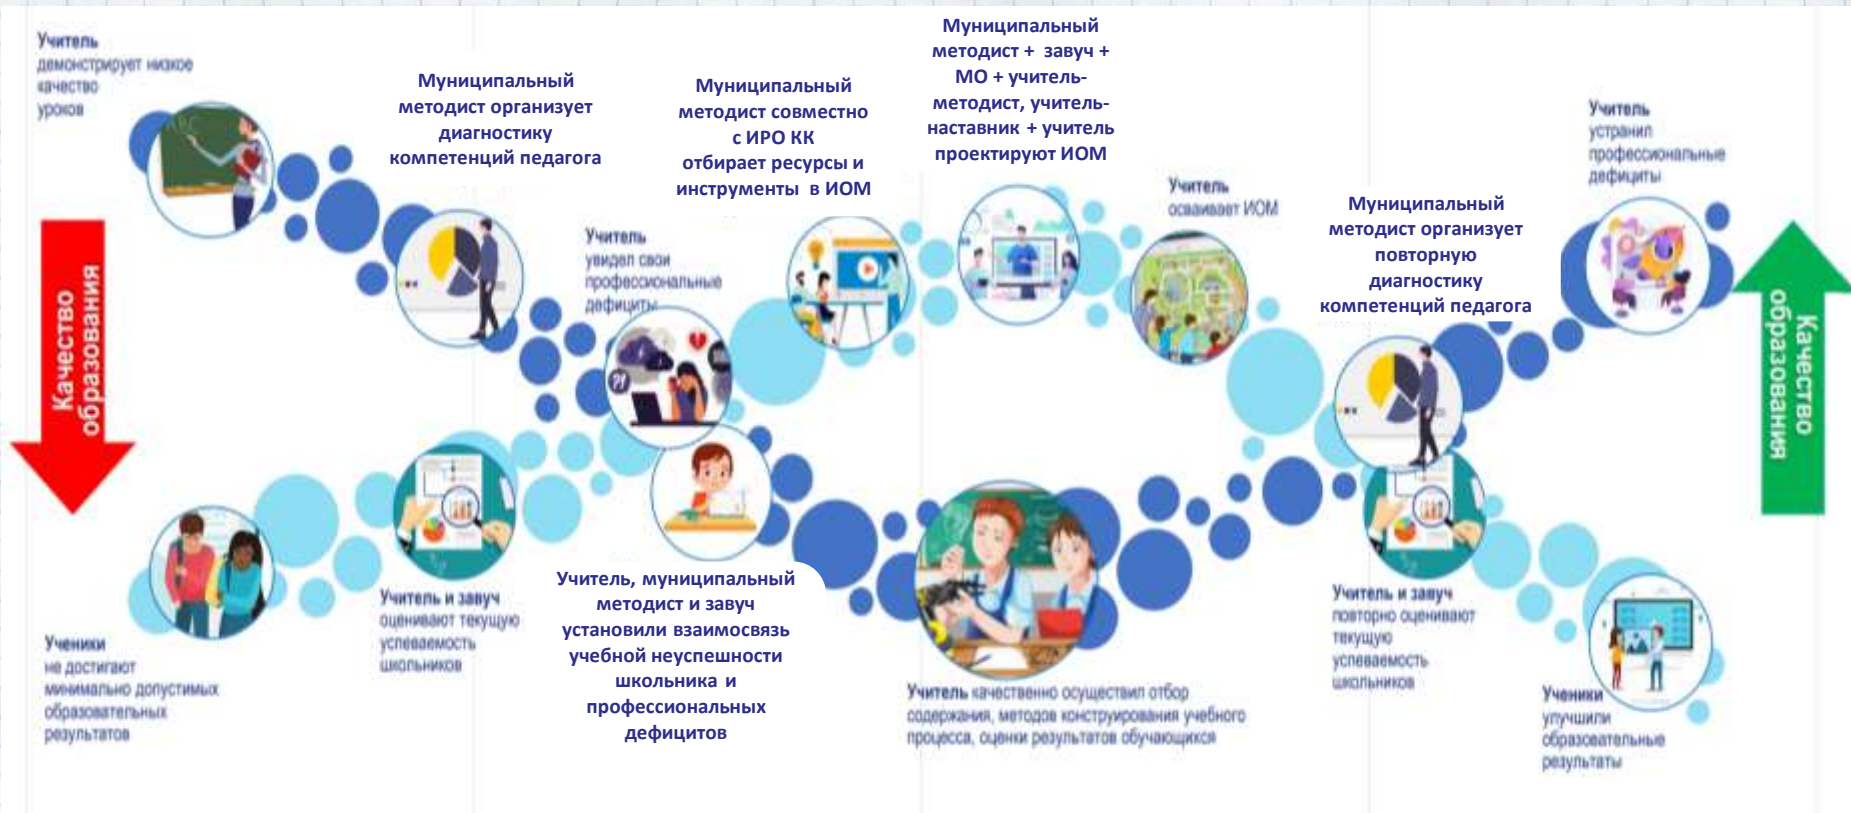 Учитель
демонстрирует низкое
качество
уроков
Муниципальный
методист организует
диагностику
компетенций педагога
Муниципальный
методист совместно
с ИРО КК
отбирает ресурсы и
инструменты в ИОМ
Муниципальный
методист + завуч +
МО + учитель-
методист, учитель-
наставник + учитель
проектируют ИОМ
Учитель
осваивает ИОМ
Муниципальный
методист организует
повторную
диагностику
компетенций педагога
Учитель
устранил
профессиональные
дефициты
Учитель
увидел свои
профессиональные
дефициты
Качество
образования
Качество
образования
Ученики
не достигают
минимально допустимых
образовательных
результатов
Учитель и завуч
оценивают текущую
успеваемость
школьников
Учитель, муниципальный
методист и завуч
установили взаимосвязь
учебной неуспешности
школьника и
профессиональных
дефицитов
Учитель качественно осуществил отбор
содержания, методов конструирования учебного
процесса, оценки результатов обучающихся
Учитель и завуч
повторно оценивают
текущую
успеваемость
школьников
Ученики
улучшили
образовательные
результаты
?!
ABC